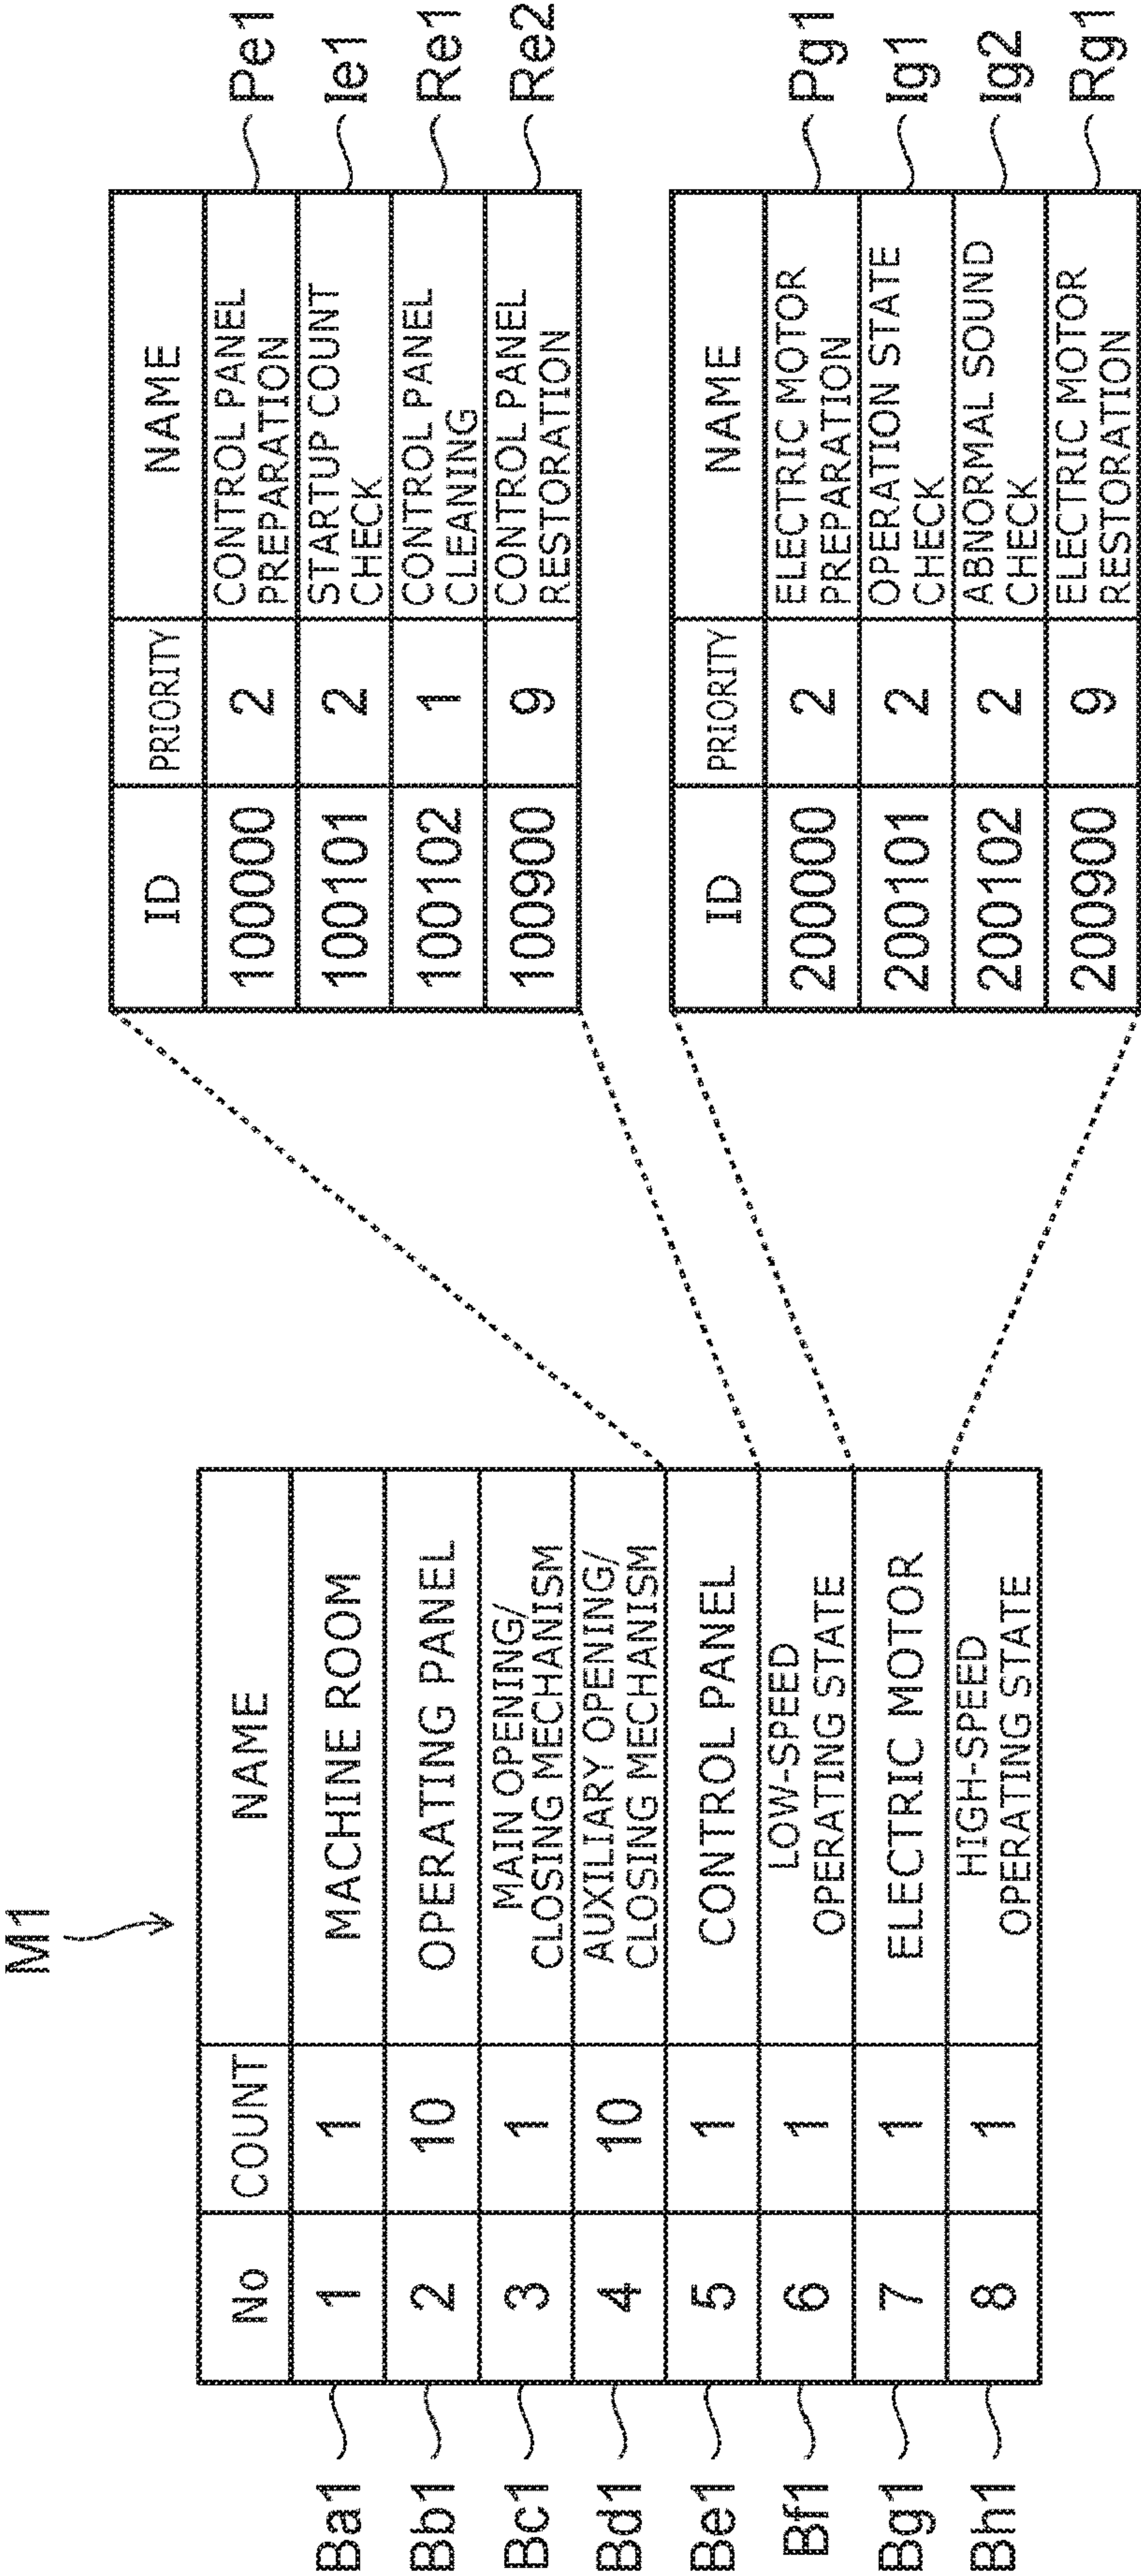 M1
No COUNT NAME
Ba1 1 1 MACHINE ROOM
Bb1 2 10 OPERATING PANEL
Bc1 3 1 MAIN OPENING/
CLOSING MECHANISM
Bd1 4 10 AUXILIARY OPENING/
CLOSING MECHANISM
Be1 5 1 CONTROL PANEL
Bf1 6 1 LOW-SPEED
OPERATING STATE
Bg1 7 1 ELECTRIC MOTOR
Bh1 8 1 HIGH-SPEED
OPERATING STATE
ID PRIORITY NAME
100000 2 CONTROL PANEL
PREPARATION Pe1
100101 2 STARTUP COUNT
CHECK Ie1
100102 1 CONTROL PANEL
CLEANING Re1
100900 9 CONTROL PANEL
RESTORATION Re2
ID PRIORITY NAME
200000 2 ELECTRIC MOTOR
PREPARATION Pg1
200101 2 OPERATION STATE
CHECK Ig1
200102 2 ABNORMAL SOUND
CHECK Ig2
200900 9 ELECTRIC MOTOR
RESTORATION Rg1